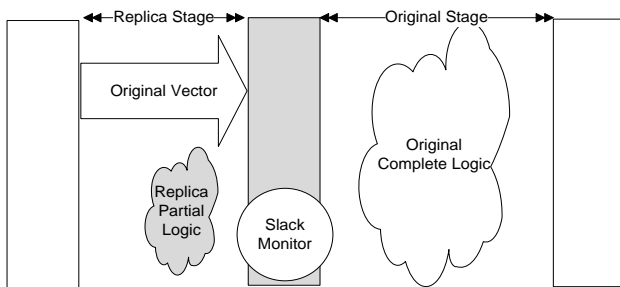 Replica Stage
Original Stage
Original Vector
Original
Complete Logic
Replica
Partial
Logic
Slack
Monitor